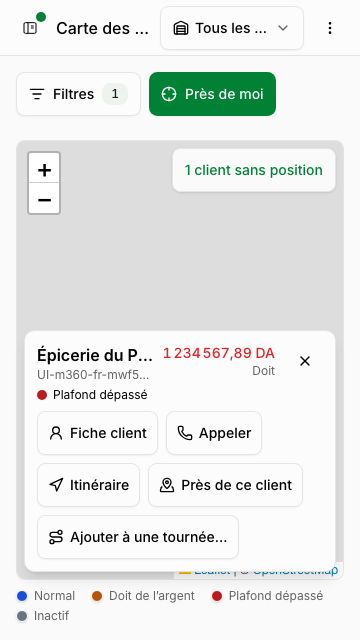 Carte des ...
Tous les ...
Filtres 1
Près de moi
+
1 client sans position
−
Épicerie du P... 1 234 567,89 DA
UI-m360-fr-mwf5... Doit
Plafond dépassé
Fiche client
Appeler
Itinéraire
Près de ce client
Ajouter à une tournée...
Leaflet | © OpenStreetMap
Normal
Doit de l’argent
Plafond dépassé
Inactif